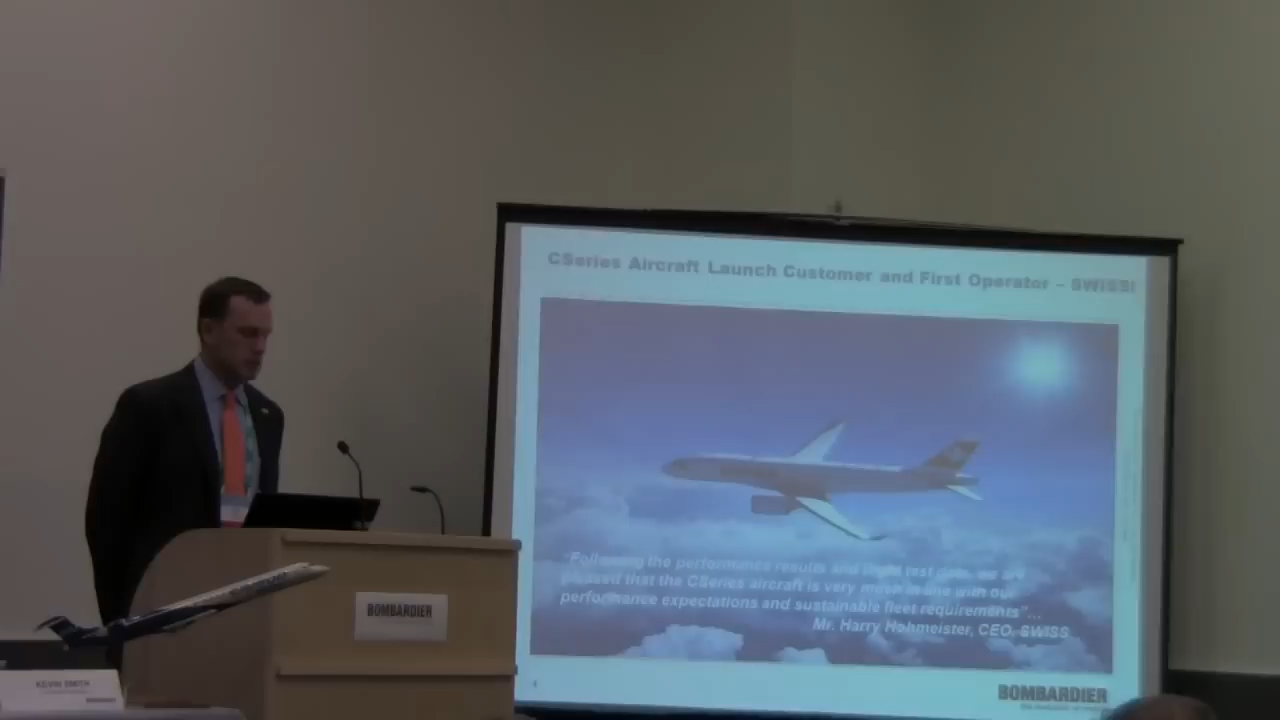 CSeries Aircraft Launch Customer and First Operator – SWISS!
"Following the performance results and flight test data, we are
pleased that the CSeries aircraft is very much in line with our
performance expectations and sustainable fleet requirements"...
Mr. Harry Hohmeister, CEO, SWISS
4
BOMBARDIER
BOMBARDIER
KEVIN SMITH